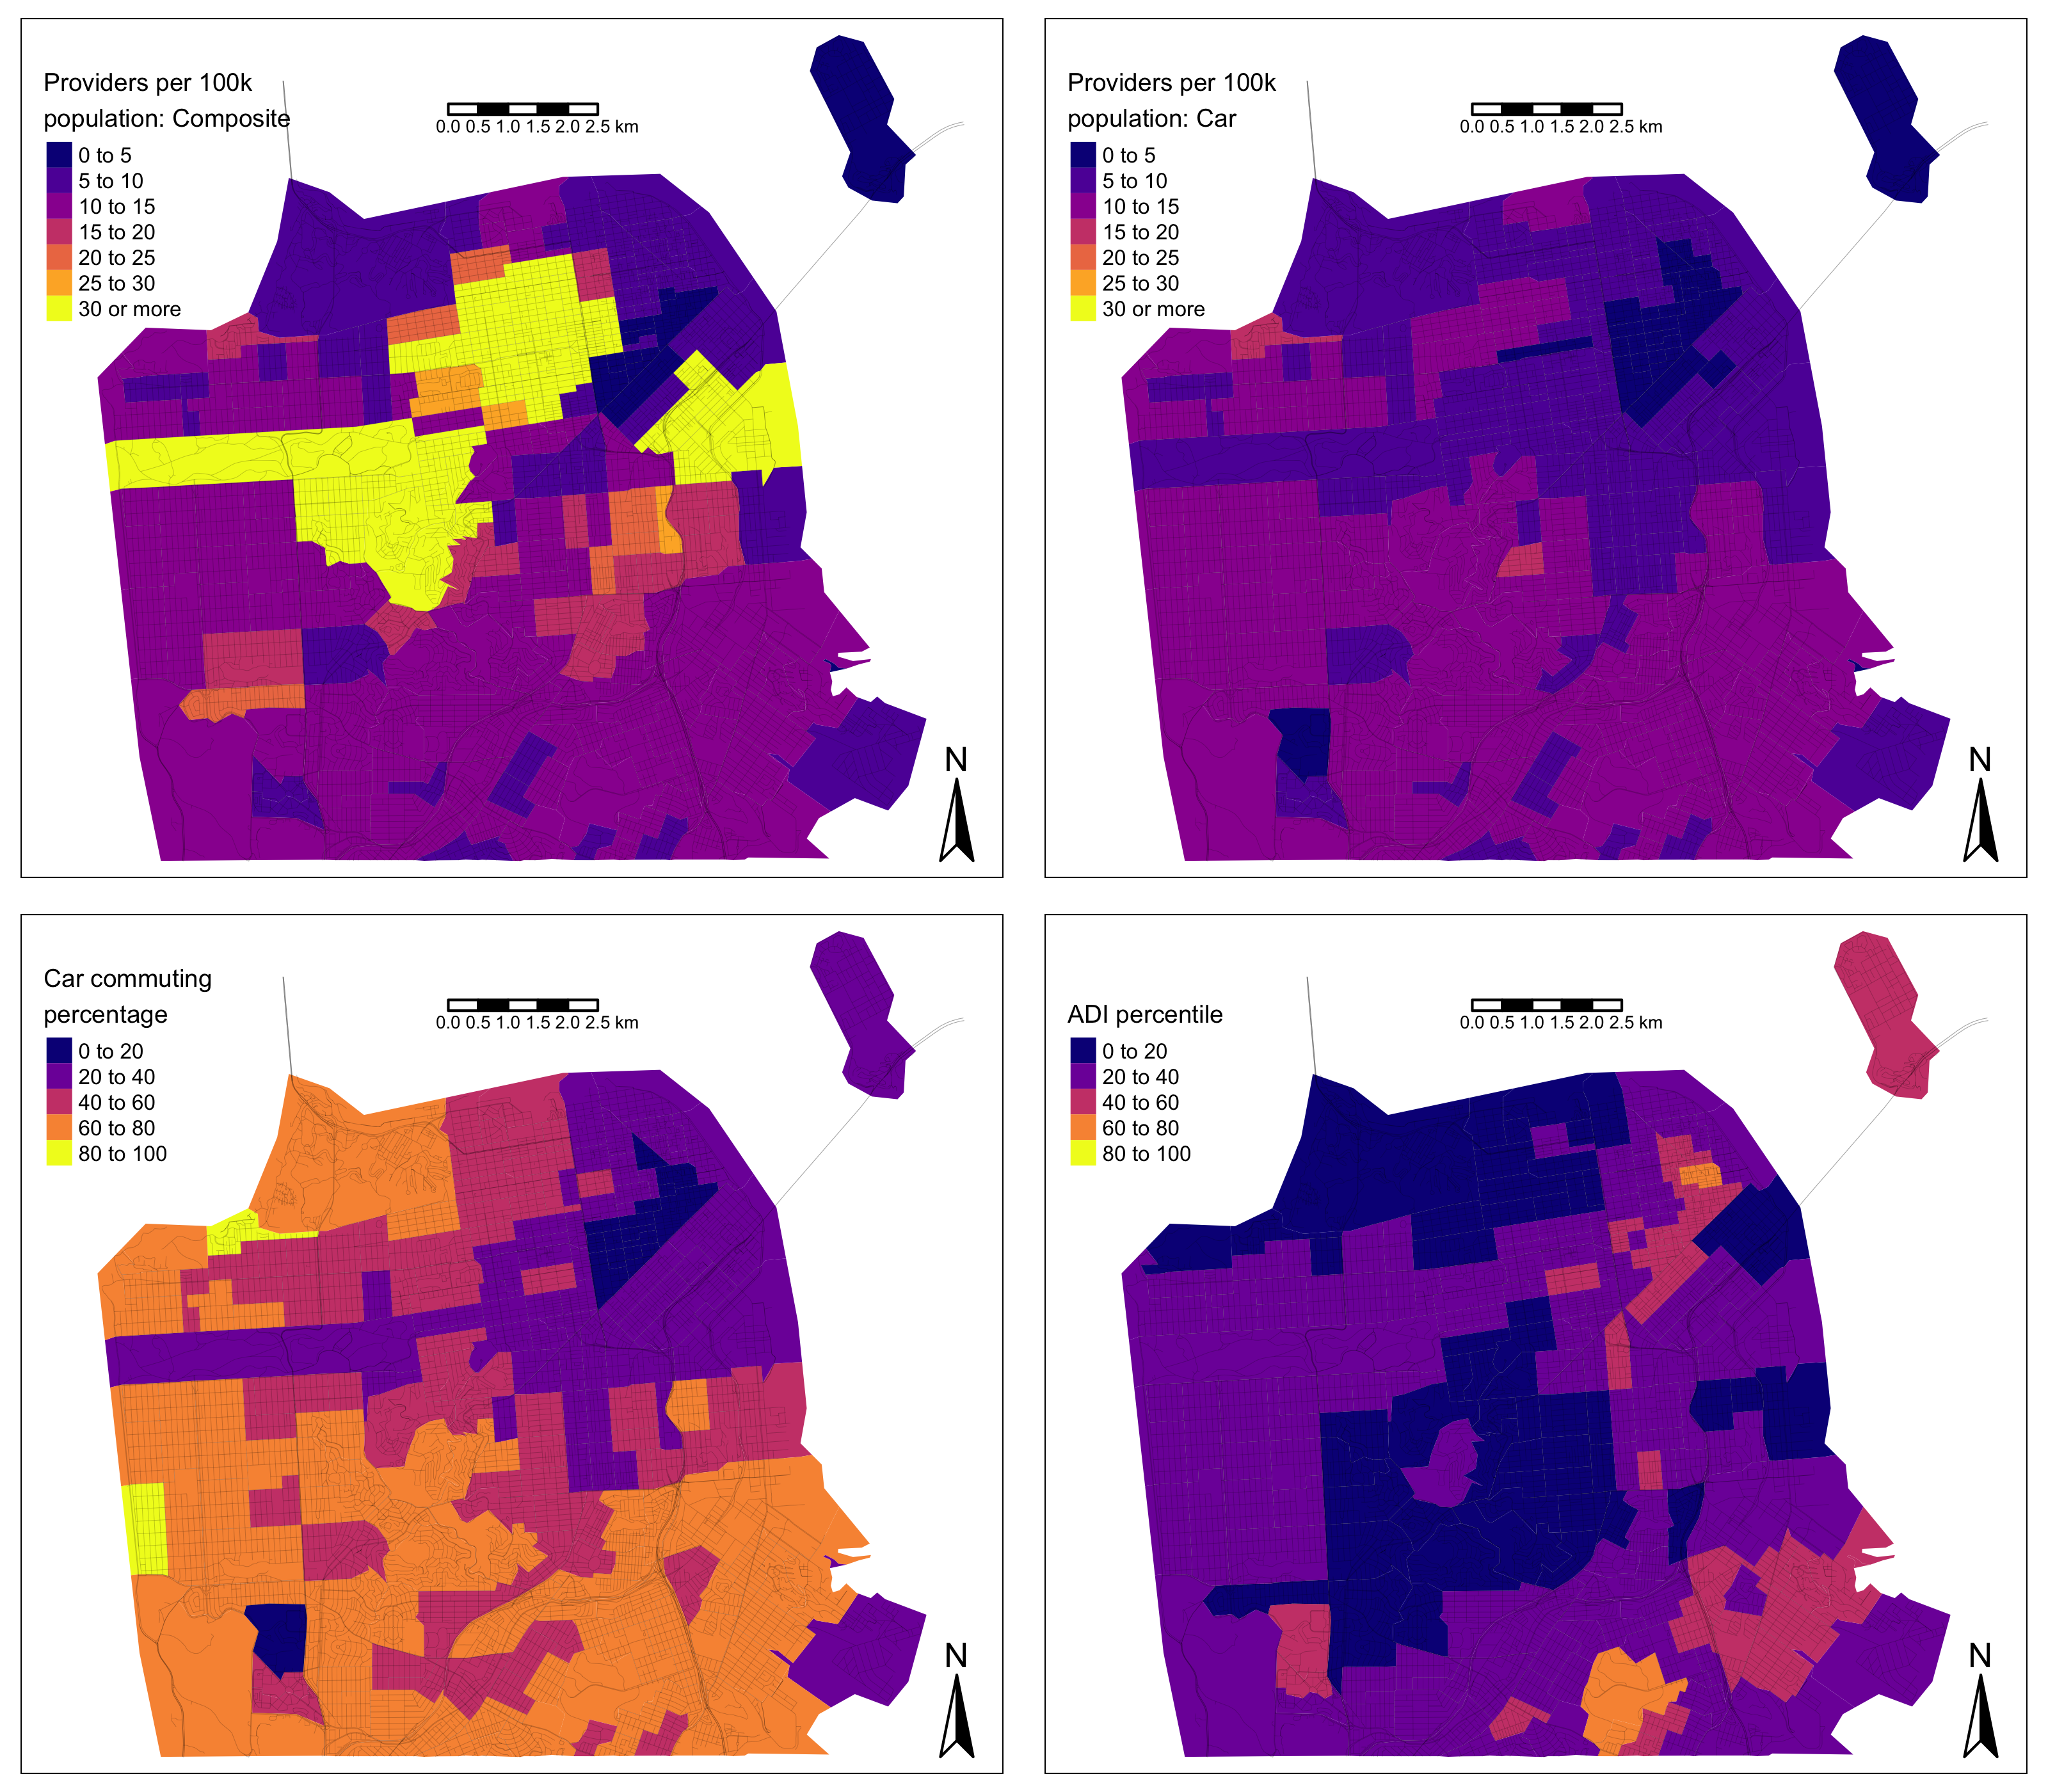 Providers per 100k
population: Composite
0 to 5
5 to 10
10 to 15
15 to 20
20 to 25
25 to 30
30 or more
0.0 0.5 1.0 1.5 2.0 2.5 km
N
Providers per 100k
population: Car
0 to 5
5 to 10
10 to 15
15 to 20
20 to 25
25 to 30
30 or more
0.0 0.5 1.0 1.5 2.0 2.5 km
N
Car commuting
percentage
0 to 20
20 to 40
40 to 60
60 to 80
80 to 100
0.0 0.5 1.0 1.5 2.0 2.5 km
N
ADI percentile
0 to 20
20 to 40
40 to 60
60 to 80
80 to 100
0.0 0.5 1.0 1.5 2.0 2.5 km
N